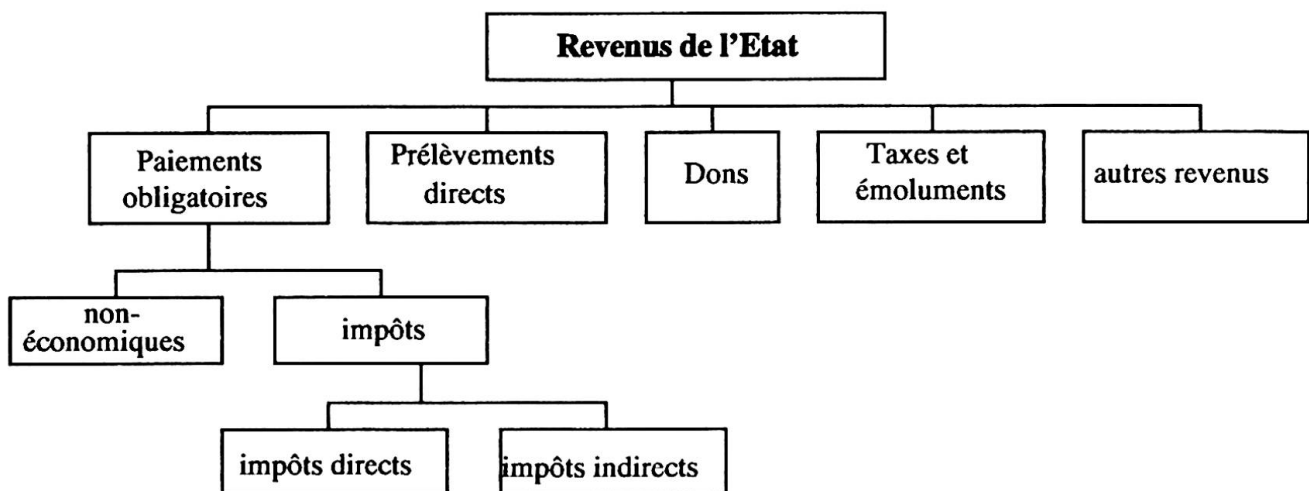 Revenus de l'Etat
Paiements
obligatoires
Prélèvements
directs
Dons
Taxes et
émoluments
autres revenus
non-
économiques
impôts
impôts directs
impôts indirects